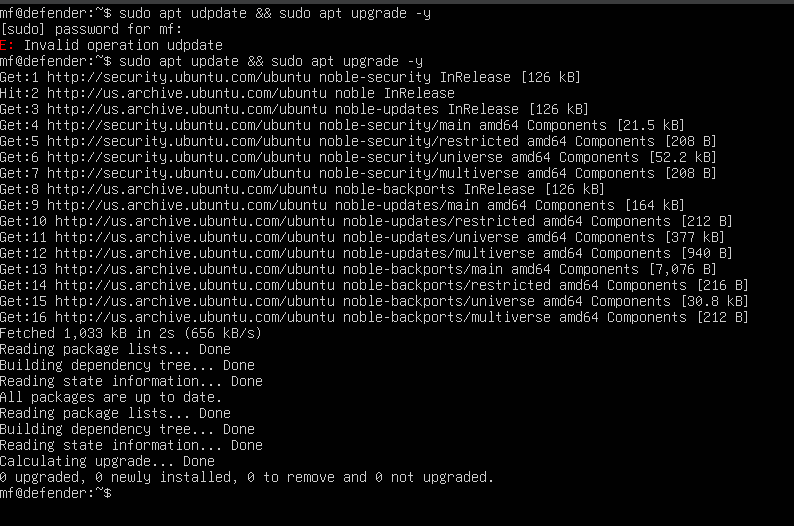 mf@defender:~$ sudo apt udpdate && sudo apt upgrade -y
[sudo] password for mf:
E: Invalid operation udpdate
mf@defender:~$ sudo apt update && sudo apt upgrade -y
Get:1 http://security.ubuntu.com/ubuntu noble-security InRelease [126 kB]
Hit:2 http://us.archive.ubuntu.com/ubuntu noble InRelease
Get:3 http://us.archive.ubuntu.com/ubuntu noble-updates InRelease [126 kB]
Get:4 http://security.ubuntu.com/ubuntu noble-security/main amd64 Components [21.5 kB]
Get:5 http://security.ubuntu.com/ubuntu noble-security/restricted amd64 Components [208 B]
Get:6 http://security.ubuntu.com/ubuntu noble-security/universe amd64 Components [52.2 kB]
Get:7 http://security.ubuntu.com/ubuntu noble-security/multiverse amd64 Components [208 B]
Get:8 http://us.archive.ubuntu.com/ubuntu noble-backports InRelease [126 kB]
Get:9 http://us.archive.ubuntu.com/ubuntu noble-updates/main amd64 Components [164 kB]
Get:10 http://us.archive.ubuntu.com/ubuntu noble-updates/restricted amd64 Components [212 B]
Get:11 http://us.archive.ubuntu.com/ubuntu noble-updates/universe amd64 Components [377 kB]
Get:12 http://us.archive.ubuntu.com/ubuntu noble-updates/multiverse amd64 Components [940 B]
Get:13 http://us.archive.ubuntu.com/ubuntu noble-backports/main amd64 Components [7,076 B]
Get:14 http://us.archive.ubuntu.com/ubuntu noble-backports/restricted amd64 Components [216 B]
Get:15 http://us.archive.ubuntu.com/ubuntu noble-backports/universe amd64 Components [30.8 kB]
Get:16 http://us.archive.ubuntu.com/ubuntu noble-backports/multiverse amd64 Components [212 B]
Fetched 1,033 kB in 2s (656 kB/s)
Reading package lists... Done
Building dependency tree... Done
Reading state information... Done
All packages are up to date.
Reading package lists... Done
Building dependency tree... Done
Reading state information... Done
Calculating upgrade... Done
0 upgraded, 0 newly installed, 0 to remove and 0 not upgraded.
mf@defender:~$